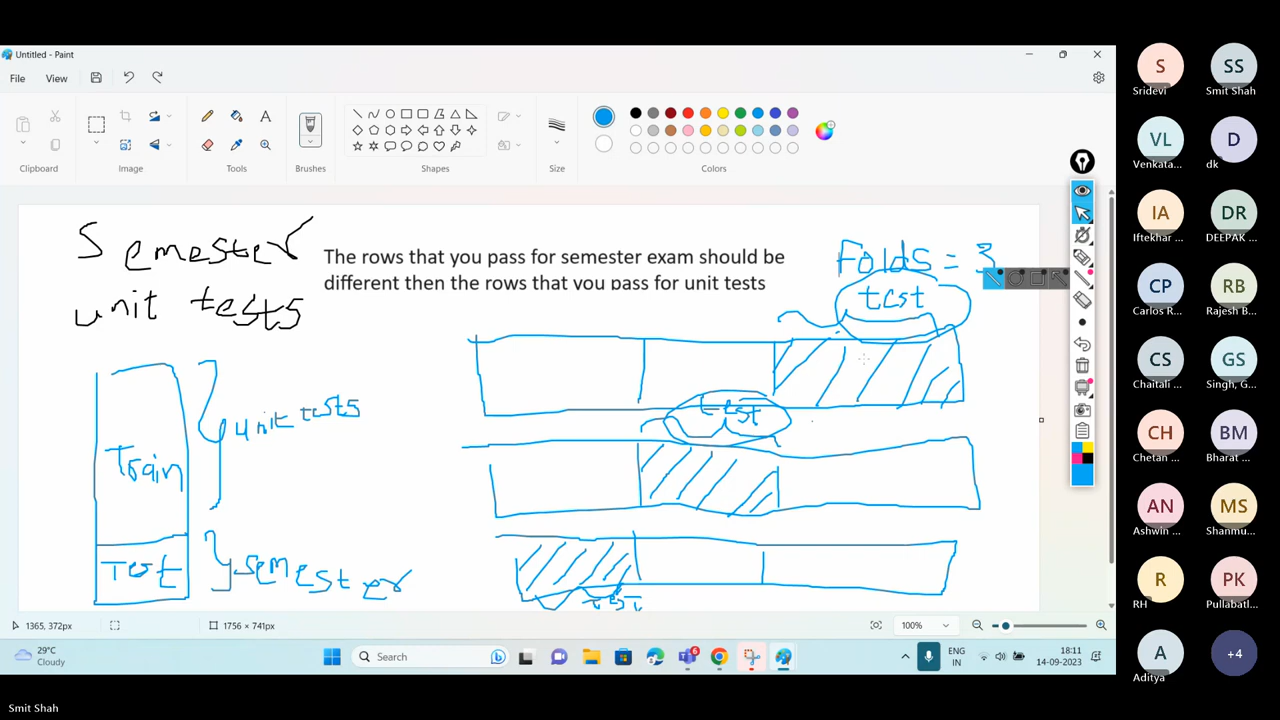 Untitled - Paint
File
View
Clipboard
Image
Tools
Brushes
Shapes
Size
Colors
Semester
unit tests
The rows that you pass for semester exam should be
different then the rows that you pass for unit tests
Folds = 3
test
test
Train
unit tests
Test
semester
Test
1365, 372px
1756 × 741px
100%
29°C
Cloudy
Search
6
ENG
IN
18:11
14-09-2023
Smit Shah
S
Sridevi
SS
Smit Shah
VL
Venkata...
D
dk
IA
Iftekhar ...
DR
DEEPAK ...
CP
Carlos R...
RB
Rajesh B...
CS
Chaitali ...
GS
Singh, G...
CH
Chetan ...
BM
Bharat ...
AN
Ashwin ...
MS
Shanmu...
R
RH
PK
Pullabatl...
A
Aditya
+4